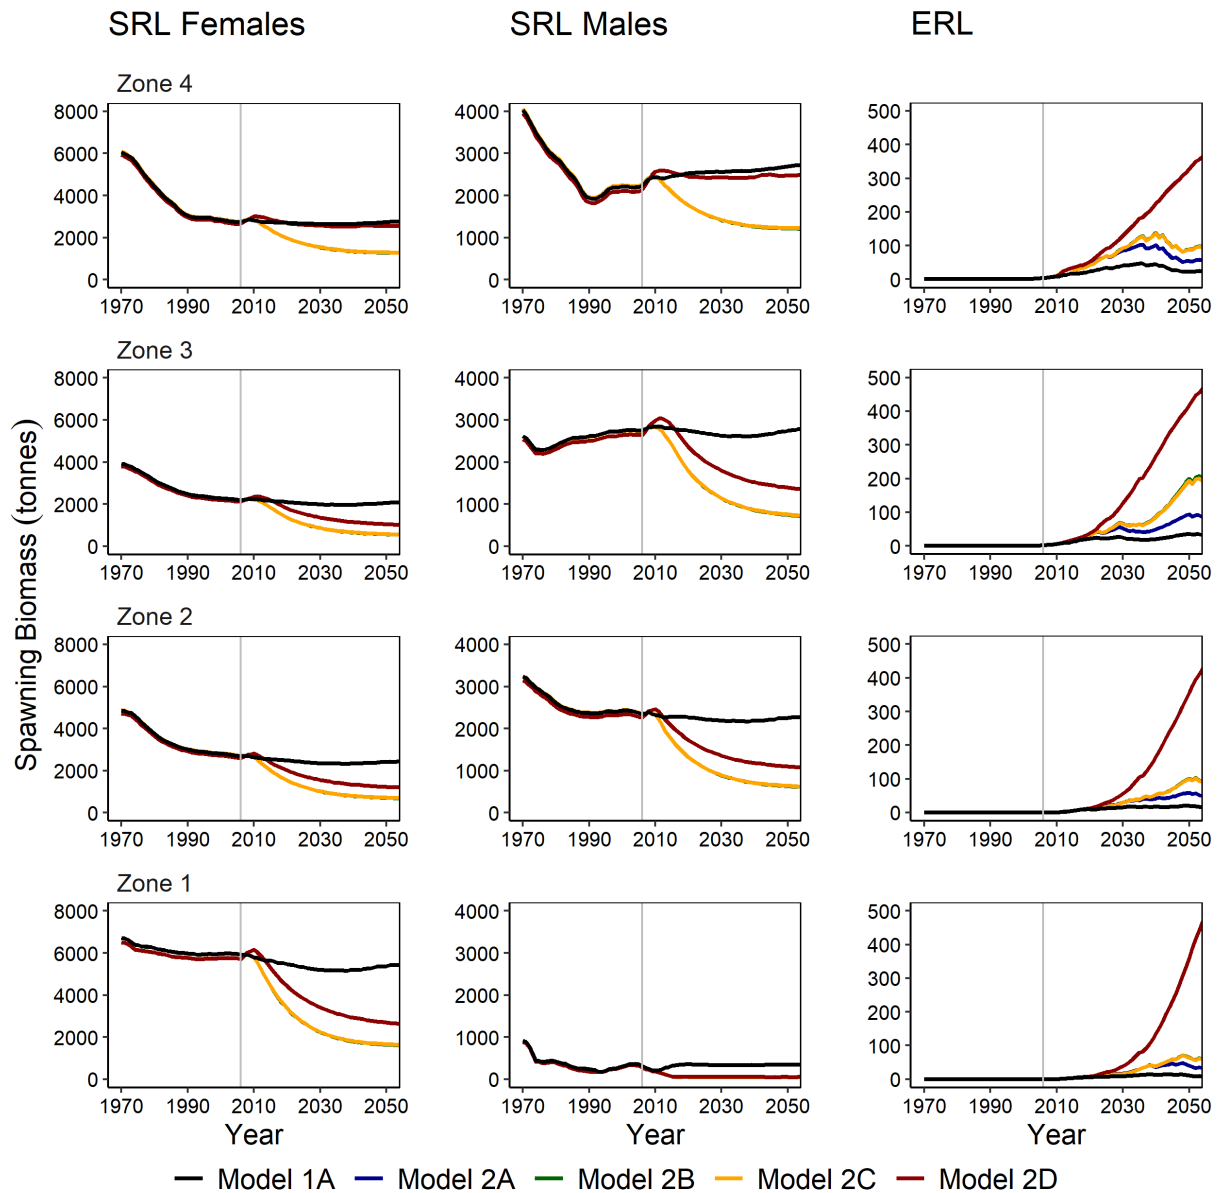 SRL Females SRL Males ERL
Zone 4
8000 4000 500
6000 3000 400
4000 2000 300
2000 1000 200
0 0 100
0
1970 1990 2010 2030 2050 1970 1990 2010 2030 2050 1970 1990 2010 2030 2050
Zone 3
8000 4000 500
6000 3000 400
4000 2000 300
2000 1000 200
0 0 100
0
1970 1990 2010 2030 2050 1970 1990 2010 2030 2050 1970 1990 2010 2030 2050
Spawning Biomass (tonnes)
Zone 2
8000 4000 500
6000 3000 400
4000 2000 300
2000 1000 200
0 0 100
0
1970 1990 2010 2030 2050 1970 1990 2010 2030 2050 1970 1990 2010 2030 2050
Zone 1
8000 4000 500
6000 3000 400
4000 2000 300
2000 1000 200
0 0 100
0
1970 1990 2010 2030 2050 1970 1990 2010 2030 2050 1970 1990 2010 2030 2050
Year Year Year
Model 1A Model 2A Model 2B Model 2C Model 2D